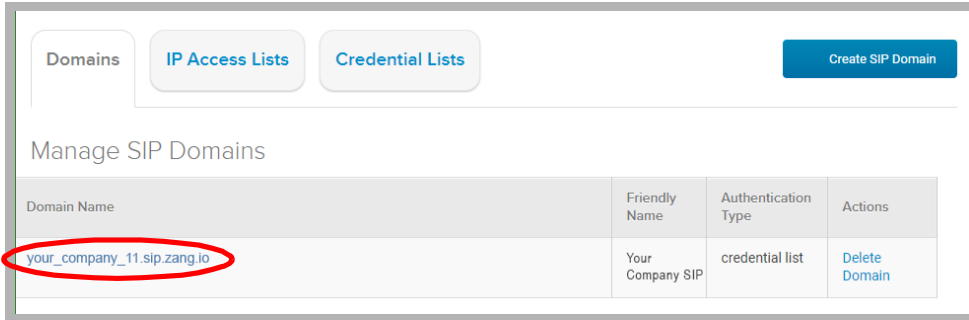 Domains
IP Access Lists
Credential Lists
Create SIP Domain
Manage SIP Domains
Domain Name
Friendly Name
Authentication Type
Actions
your_company_11.sip.zang.io
Your
Company SIP
credential list
Delete
Domain